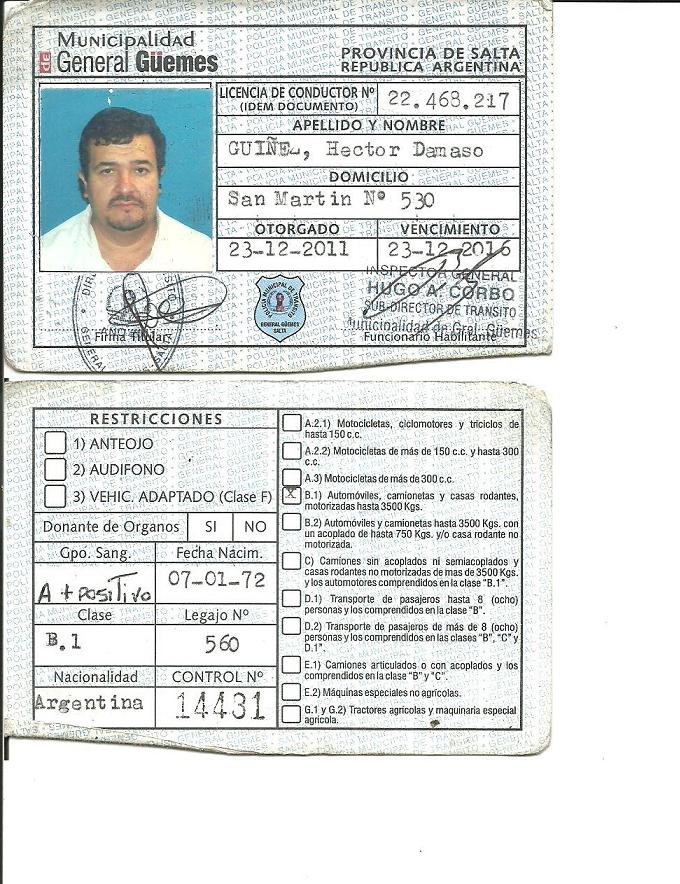 Municipalidad
de General Güemes
PROVINCIA DE SALTA
REPUBLICA ARGENTINA
LICENCIA DE CONDUCTOR Nº
(IDEM DOCUMENTO)
22.468.217
APELLIDO Y NOMBRE
Hector Damaso
DOMICILIO
San Martin Nº 530
OTORGADO
VENCIMIENTO
23-12-2011
23-12-2016
INSPECTOR GENERAL
HUGO A. CORBO
SUB-DIRECTOR DE TRANSITO
Municipalidad de Gral. Güemes
Firma Titular
POLICIA MUNICIPAL DE TRANSITO
GENERAL GÜEMES
SALTA
Funcionario Habilitante
RESTRICCIONES
1) ANTEOJO
2) AUDIFONO
3) VEHIC. ADAPTADO (Clase F)
Donante de Organos SI NO
Gpo. Sang. Fecha Nacim.
A + positivo 07-01-72
Clase Legajo Nº
B.1 560
Nacionalidad CONTROL Nº
Argentina 14431
A.2.1) Motocicletas, ciclomotores y triciclos de
hasta 150 c.c.
A.2.2) Motocicletas de más de 150 c.c. y hasta 300
c.c.
A.3) Motocicletas de más de 300 c.c.
X B.1) Automóviles, camionetas y casas rodantes,
motorizadas hasta 3500 Kgs.
B.2) Automóviles y camionetas hasta 3500 Kgs. con
un acoplado de hasta 750 Kgs. y/o casa rodante no
motorizada.
C) Camiones sin acoplados ni semiacoplados y
casas rodantes no motorizadas de mas de 3500 Kgs.
y los automotores comprendidos en la clase "B.1".
D.1) Transporte de pasajeros hasta 8 (ocho)
personas y los comprendidos en la clase "B".
D.2) Transporte de pasajeros de más de 8 (ocho)
personas y los comprendidos en las clases "B", "C" y
D.1".
E.1) Camiones articulados o con acoplados y los
comprendidos en la clase "B" y "C".
E.2) Máquinas especiales no agrícolas.
G.1 y G.2) Tractores agrícolas y maquinaria especial
agrícola.